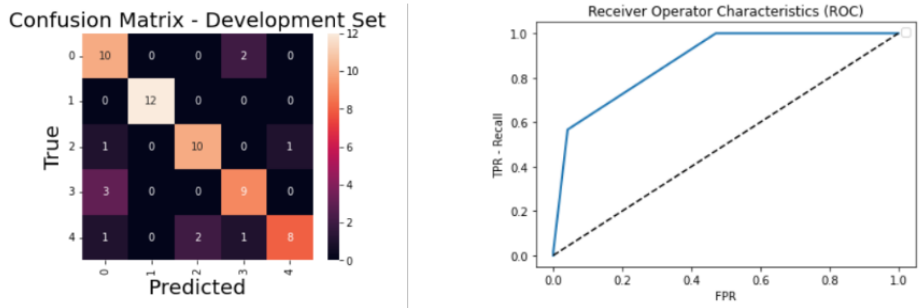 Confusion Matrix - Development Set
0 10 0 0 2 0
1 0 12 0 0 0
2 1 0 10 0 1
3 3 0 0 9 0
4 1 0 2 1 8
0 1 2 3 4
True
Predicted
12
10
8
6
4
2
0
Receiver Operator Characteristics (ROC)
1.0
0.8
0.6
0.4
0.2
0.0
TPR - Recall
0.0 0.2 0.4 0.6 0.8 1.0
FPR